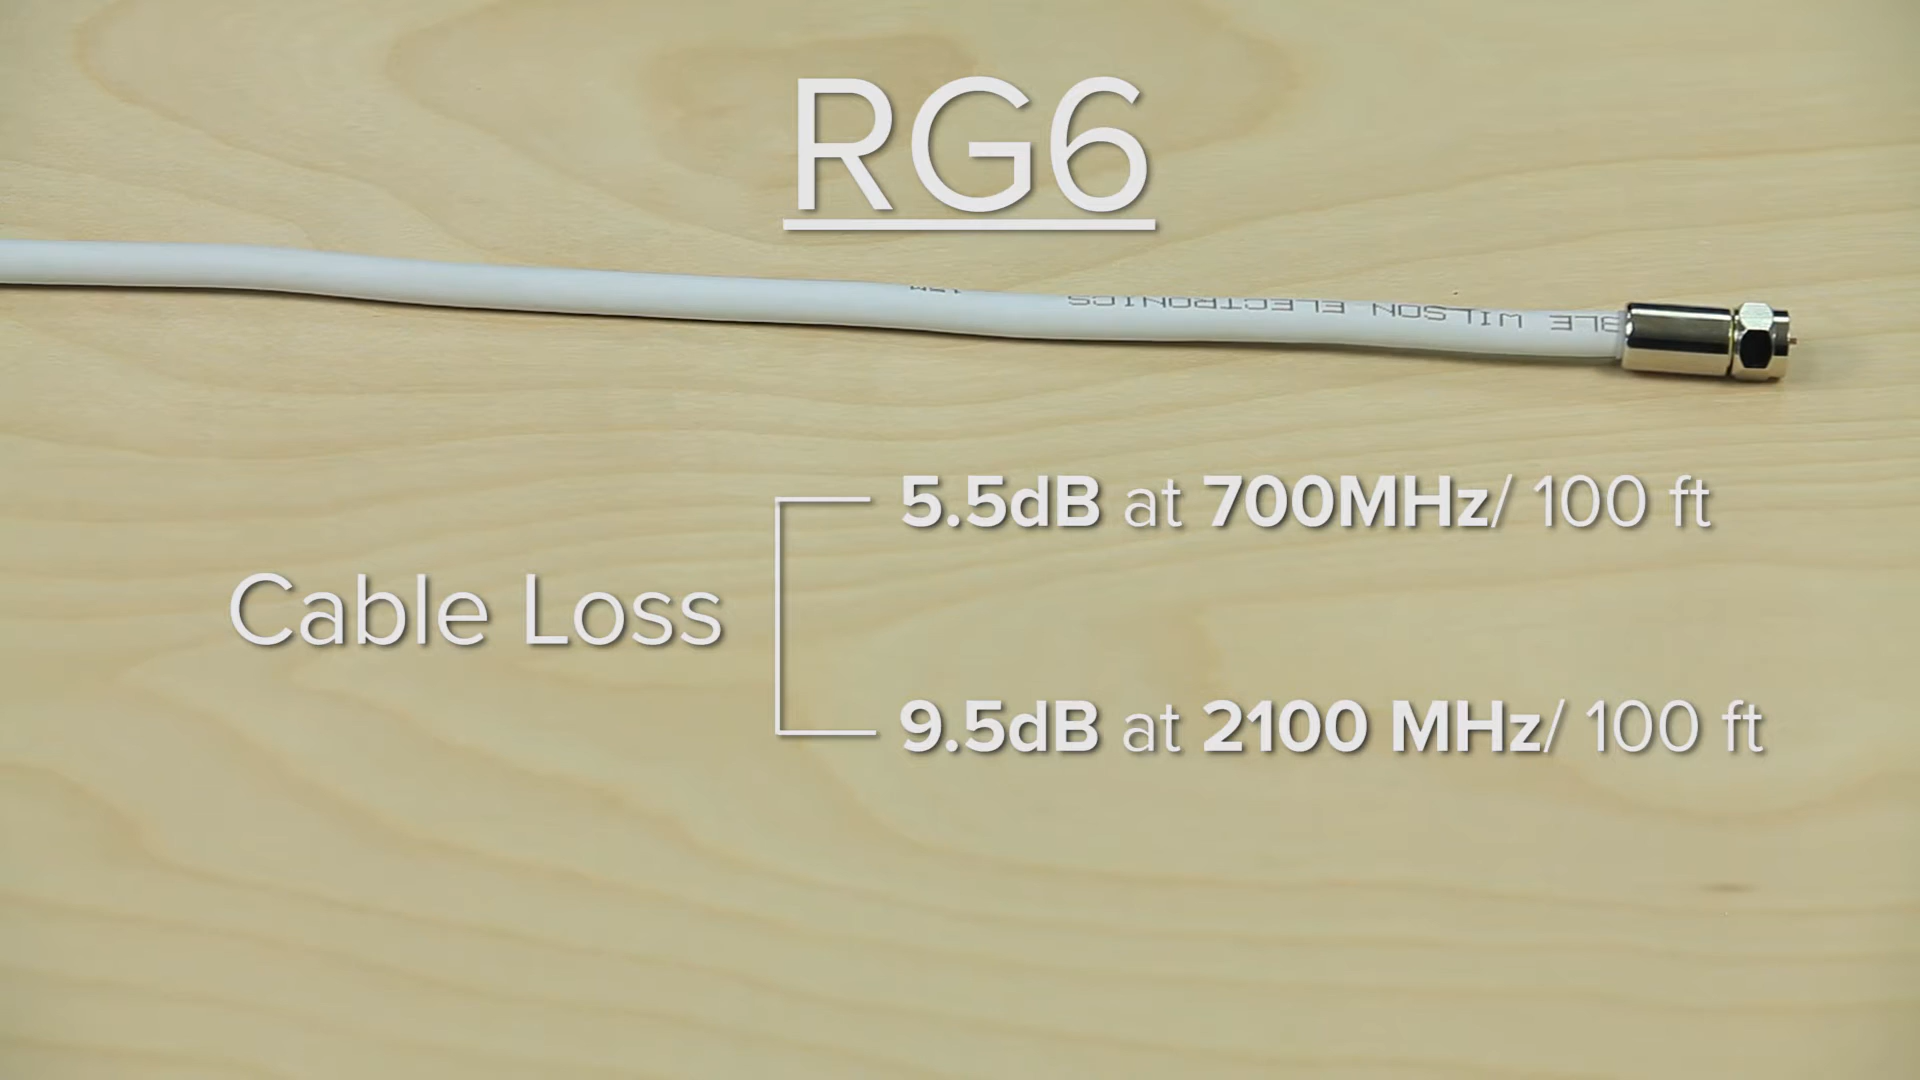 RG6
WILSON ELECTRONICS
Cable Loss
5.5dB at 700MHz/ 100 ft
9.5dB at 2100 MHz/ 100 ft